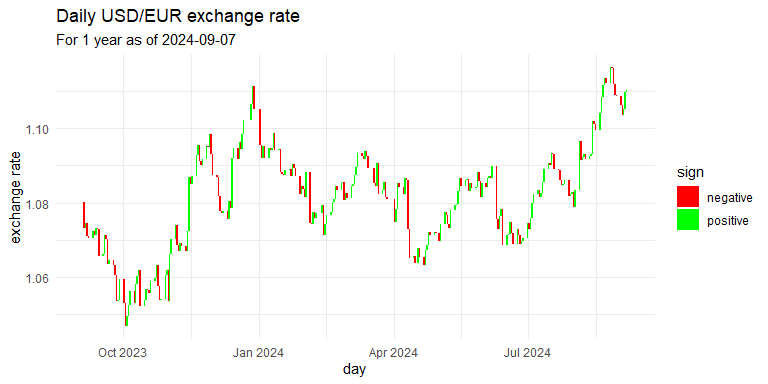 Daily USD/EUR exchange rate
For 1 year as of 2024-09-07
exchange rate
1.10
1.08
1.06
Oct 2023
Jan 2024
Apr 2024
Jul 2024
day
sign
negative
positive